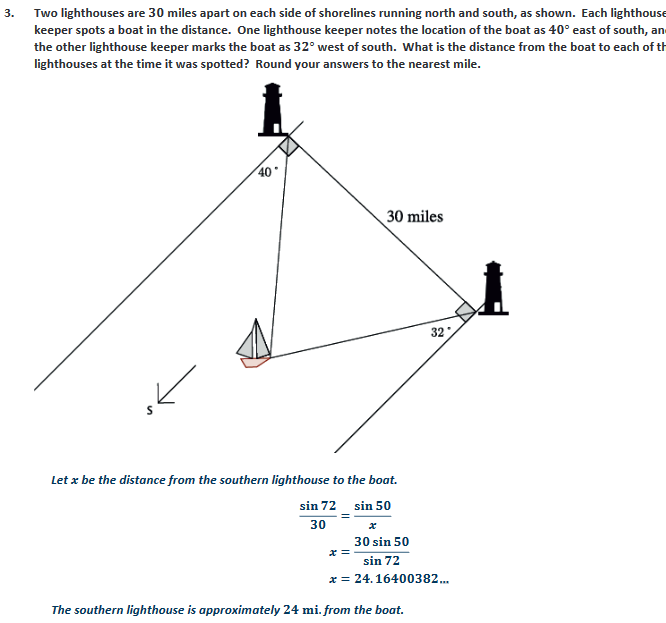 3. Two lighthouses are 30 miles apart on each side of shorelines running north and south, as shown. Each lighthouse
keeper spots a boat in the distance. One lighthouse keeper notes the location of the boat as 40° east of south, an
the other lighthouse keeper marks the boat as 32° west of south. What is the distance from the boat to each of th
lighthouses at the time it was spotted? Round your answers to the nearest mile.
40°
30 miles
32°
S
Let x be the distance from the southern lighthouse to the boat.
sin 72 / 30 = sin 50 / x
x = 30 sin 50 / sin 72
x = 24.16400382...
The southern lighthouse is approximately 24 mi. from the boat.